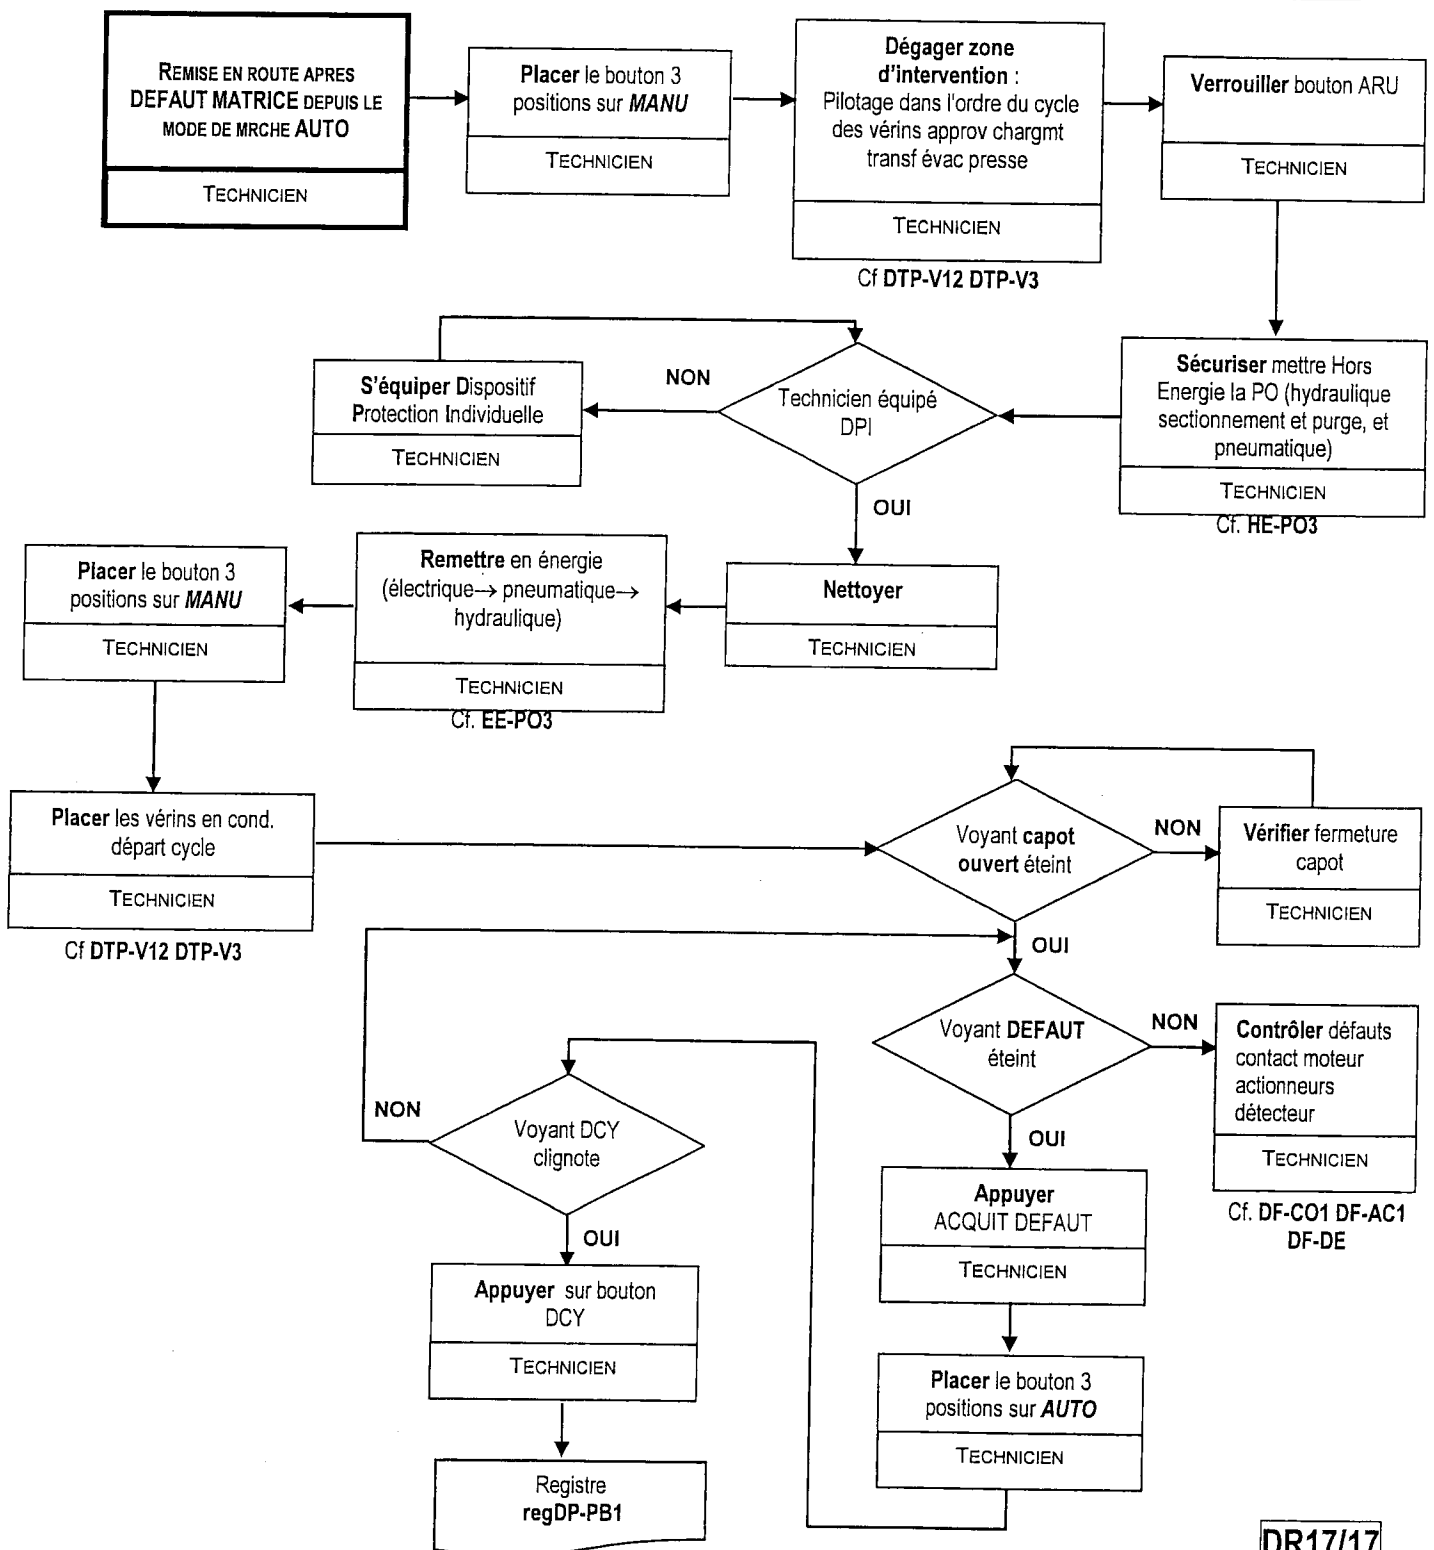 REMISE EN ROUTE APRES
DEFAUT MATRICE DEPUIS LE
MODE DE MRCHE AUTO
TECHNICIEN
Placer le bouton 3
positions sur MANU
TECHNICIEN
Dégager zone
d'intervention :
Pilotage dans l'ordre du cycle
des vérins approv chargmt
transf évac presse
TECHNICIEN
Cf DTP-V12 DTP-V3
Verrouiller bouton ARU
TECHNICIEN
Sécuriser mettre Hors
Energie la PO (hydraulique
sectionnement et purge, et
pneumatique)
TECHNICIEN
Cf. HE-PO3
Technicien équipé
DPI
NON
S'équiper Dispositif
Protection Individuelle
TECHNICIEN
OUI
Nettoyer
TECHNICIEN
Remettre en énergie
(électrique→ pneumatique→
hydraulique)
TECHNICIEN
Cf. EE-PO3
Placer le bouton 3
positions sur MANU
TECHNICIEN
Placer les vérins en cond.
départ cycle
TECHNICIEN
Cf DTP-V12 DTP-V3
Voyant capot
ouvert éteint
NON
Vérifier fermeture
capot
TECHNICIEN
OUI
Voyant DEFAUT
éteint
NON
Contrôler défauts
contact moteur
actionneurs
détecteur
TECHNICIEN
Cf. DF-CO1 DF-AC1
DF-DE
OUI
Appuyer
ACQUIT DEFAUT
TECHNICIEN
Placer le bouton 3
positions sur AUTO
TECHNICIEN
Voyant DCY
clignote
NON
OUI
Appuyer sur bouton
DCY
TECHNICIEN
Registre
regDP-PB1
DR17/17